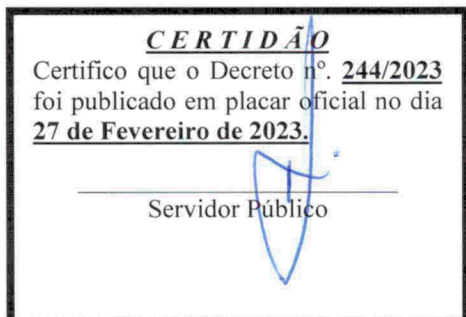 CERTIDÃO
Certifico que o Decreto nº. 244/2023
foi publicado em placar oficial no dia
27 de Fevereiro de 2023.
Servidor Público